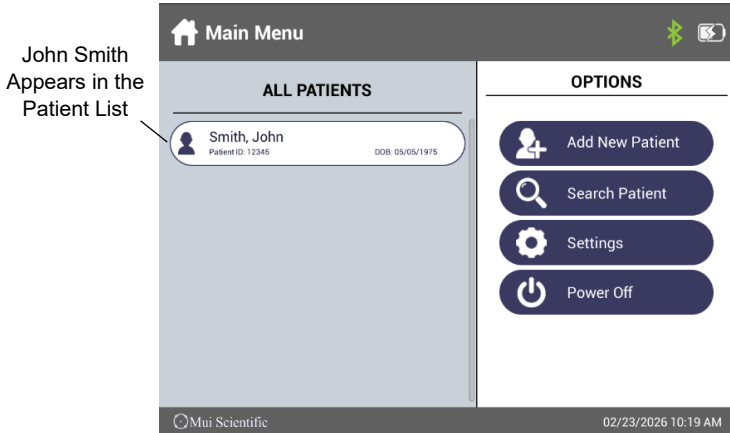 John Smith
Appears in the
Patient List
Main Menu
ALL PATIENTS
Smith, John
Patient ID: 12345
DOB: 05/05/1975
OPTIONS
Add New Patient
Search Patient
Settings
Power Off
Mui Scientific
02/23/2026 10:19 AM